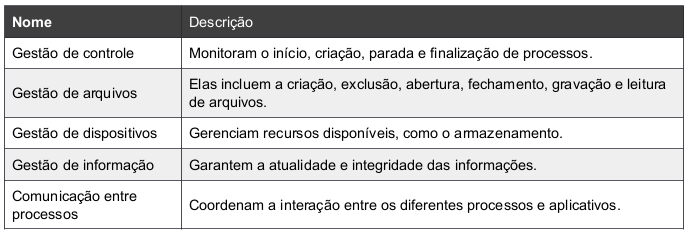 Nome Descrição
Gestão de controle Monitoram o início, criação, parada e finalização de processos.
Gestão de arquivos Elas incluem a criação, exclusão, abertura, fechamento, gravação e leitura
de arquivos.
Gestão de dispositivos Gerenciam recursos disponíveis, como o armazenamento.
Gestão de informação Garantem a atualidade e integridade das informações.
Comunicação entre
processos Coordenam a interação entre os diferentes processos e aplicativos.